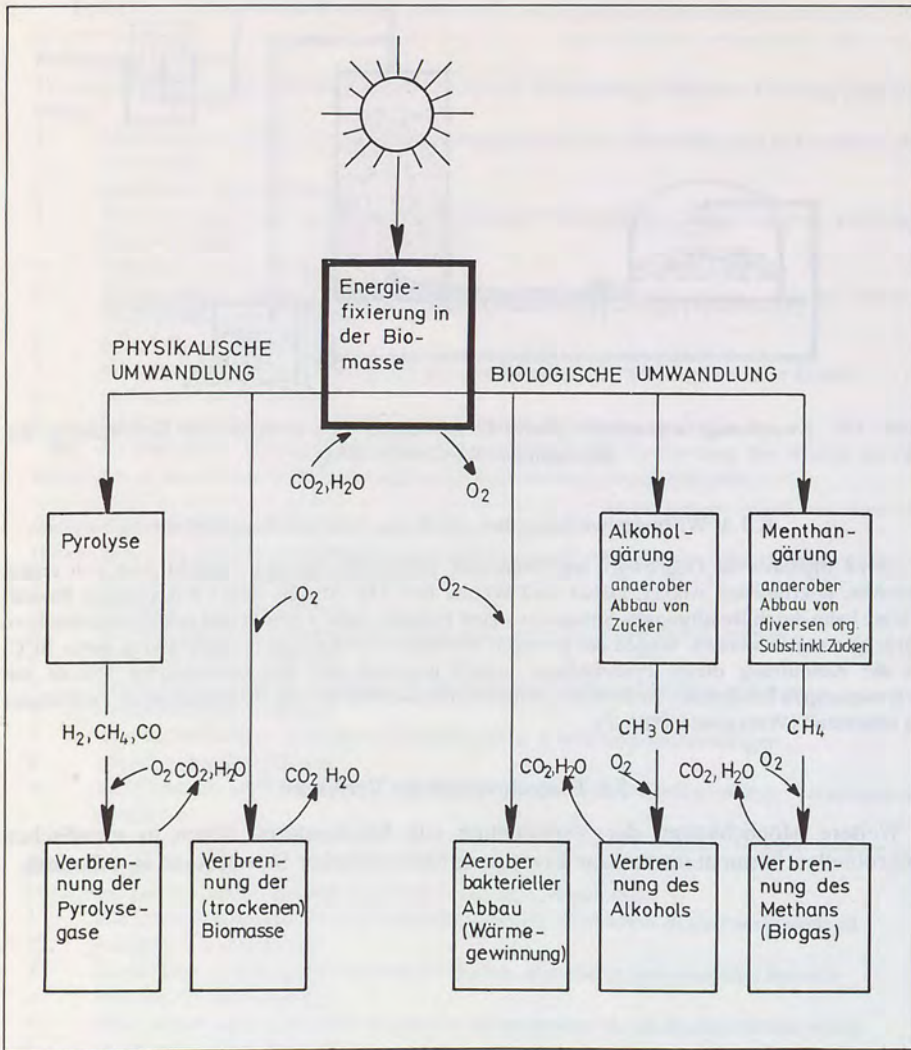 Energie-
fixierung in
der Bio-
masse
PHYSIKALISCHE
UMWANDLUNG
BIOLOGISCHE UMWANDLUNG
CO2,H2O
O2
Pyrolyse
O2
O2
Alkohol-
gärung
anaerober
Abbau von
Zucker
Menthan-
gärung
anaerober
Abbau von
diversen org.
Subst.inkl.Zucker
H2,CH4,CO
CH3OH
CH4
O2 CO2,H2O
CO2 H2O
CO2,H2O O2
CO2, H2O O2
Verbren-
nung der
Pyrolyse-
gase
Verbren-
nung der
(trockenen)
Biomasse
Aerober
bakterieller
Abbau
(Wärme-
gewinnung)
Verbren-
nung des
Alkohols
Verbren-
nung des
Methans
(Biogas)